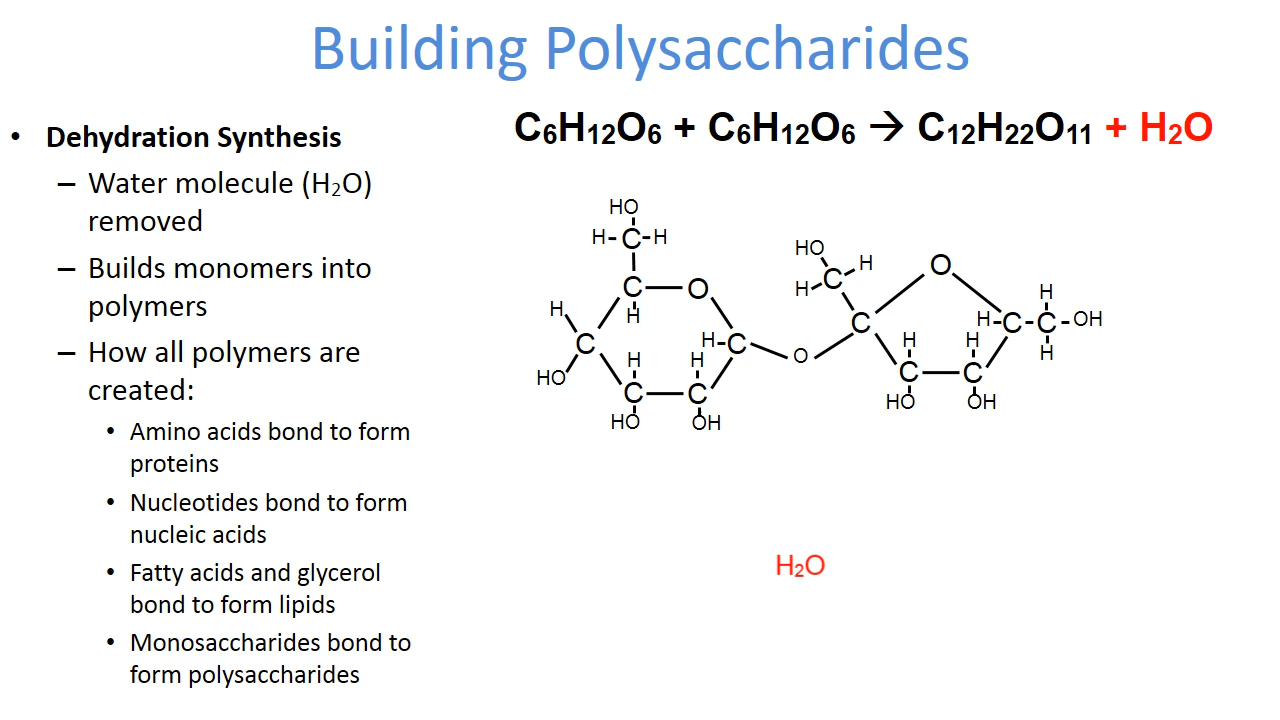 Building Polysaccharides
• Dehydration Synthesis
– Water molecule (H₂O)
removed
– Builds monomers into
polymers
– How all polymers are
created:
• Amino acids bond to form
proteins
• Nucleotides bond to form
nucleic acids
• Fatty acids and glycerol
bond to form lipids
• Monosaccharides bond to
form polysaccharides
C₆H₁₂O₆ + C₆H₁₂O₆ → C₁₂H₂₂O₁₁ + H₂O
HO
H-C-H
C O
H
H
C
HO
H-C
H H
C C
HO OH
O
HO
H
C
H
O
C
H
H-C-C-OH
H
H H
C C
HO OH
H₂O